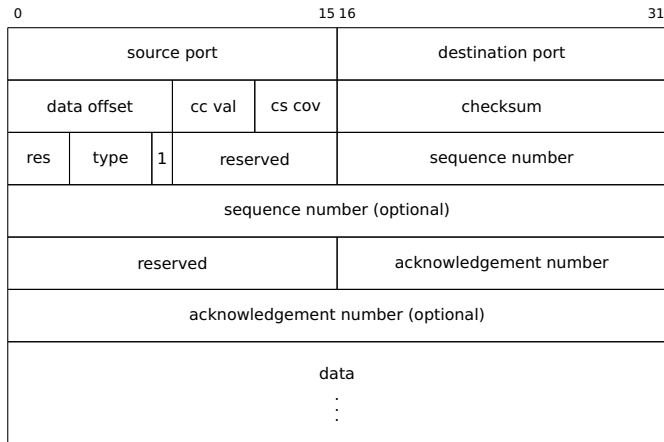 0 15 16 31
source port destination port
data offset cc val cs cov checksum
res type 1 reserved sequence number
sequence number (optional)
reserved acknowledgement number
acknowledgement number (optional)
data